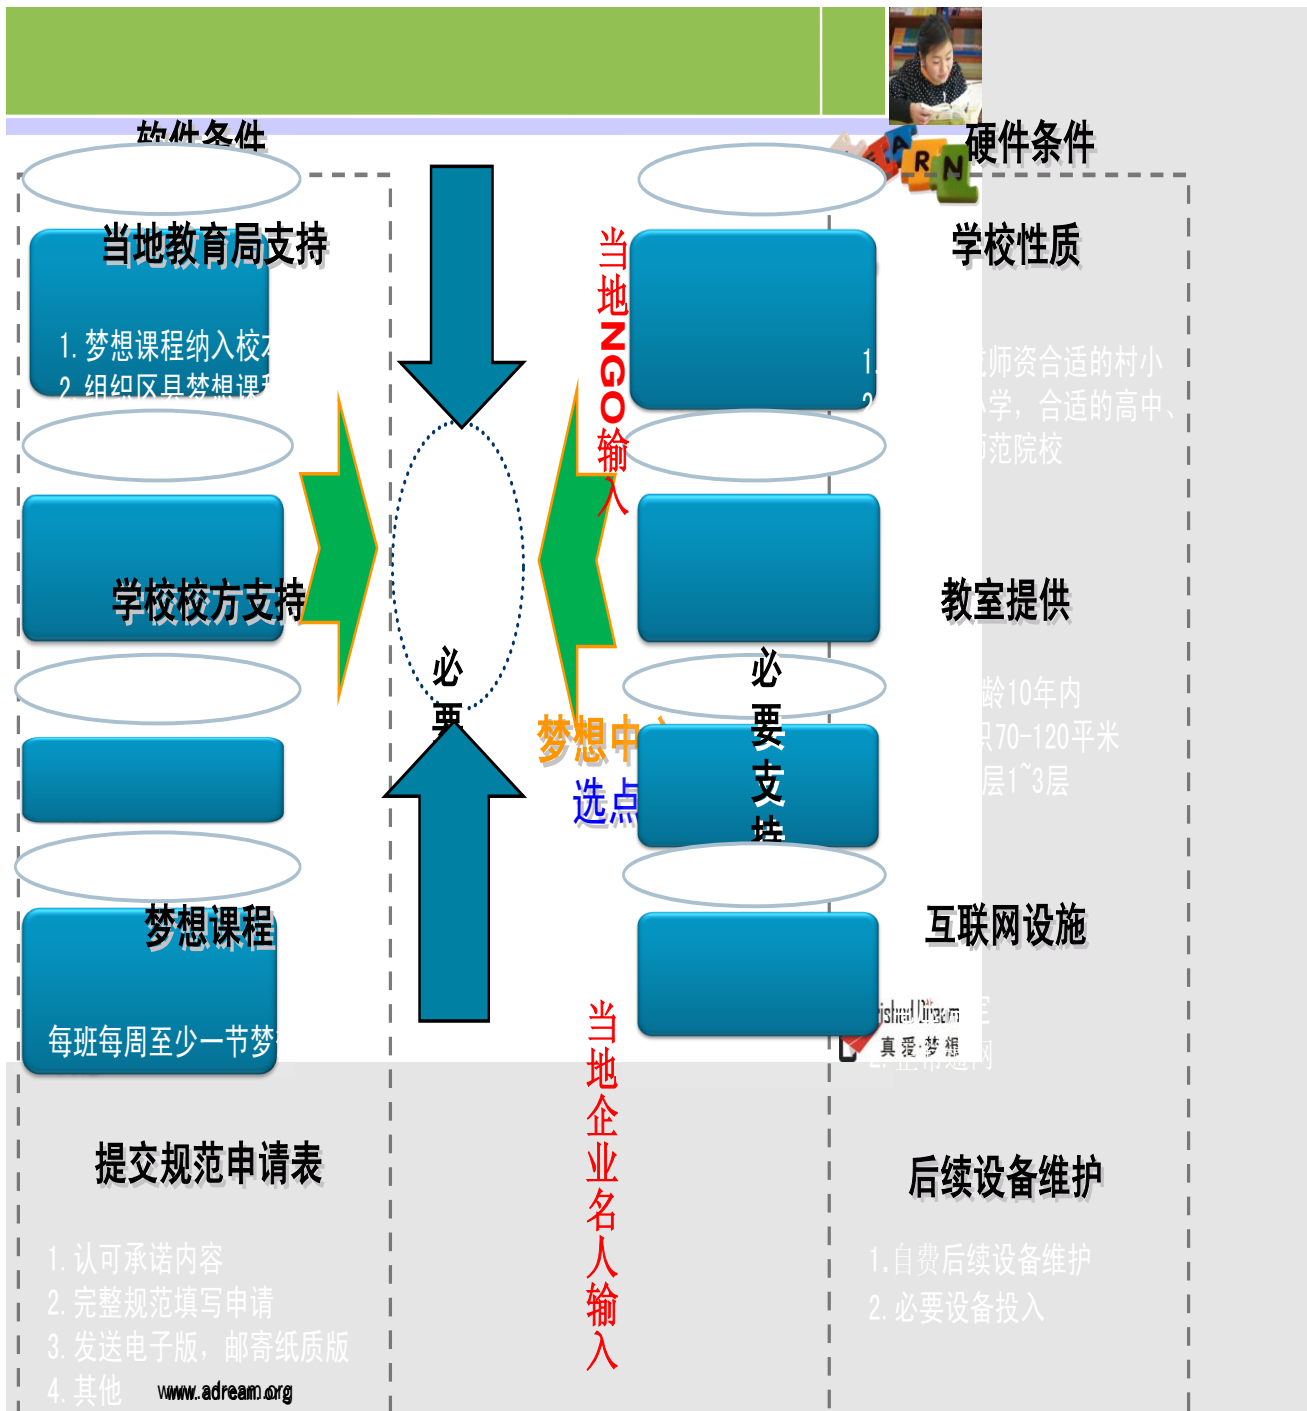 软件条件
当地教育局支持
1. 梦想课程纳入校
2. 组织区县梦想课
学校校方支持
梦想课程
每班每周至少一节梦
提交规范申请表
1. 认可承诺内容
2. 完整规范填写申请
3. 发送电子版，邮寄纸质版
4. 其他
www.adream.org
必要
当地NGO输入
梦想中
选点
必要支持
当地企业名人输入
ARN
硬件条件
学校性质
1.
师资合适的村小
小学，合适的高中、
师范院校
教室提供
龄10年内
70-120平米
层1~3层
互联网设施
真爱·梦想
后续设备维护
1.自费后续设备维护
2. 必要设备投入